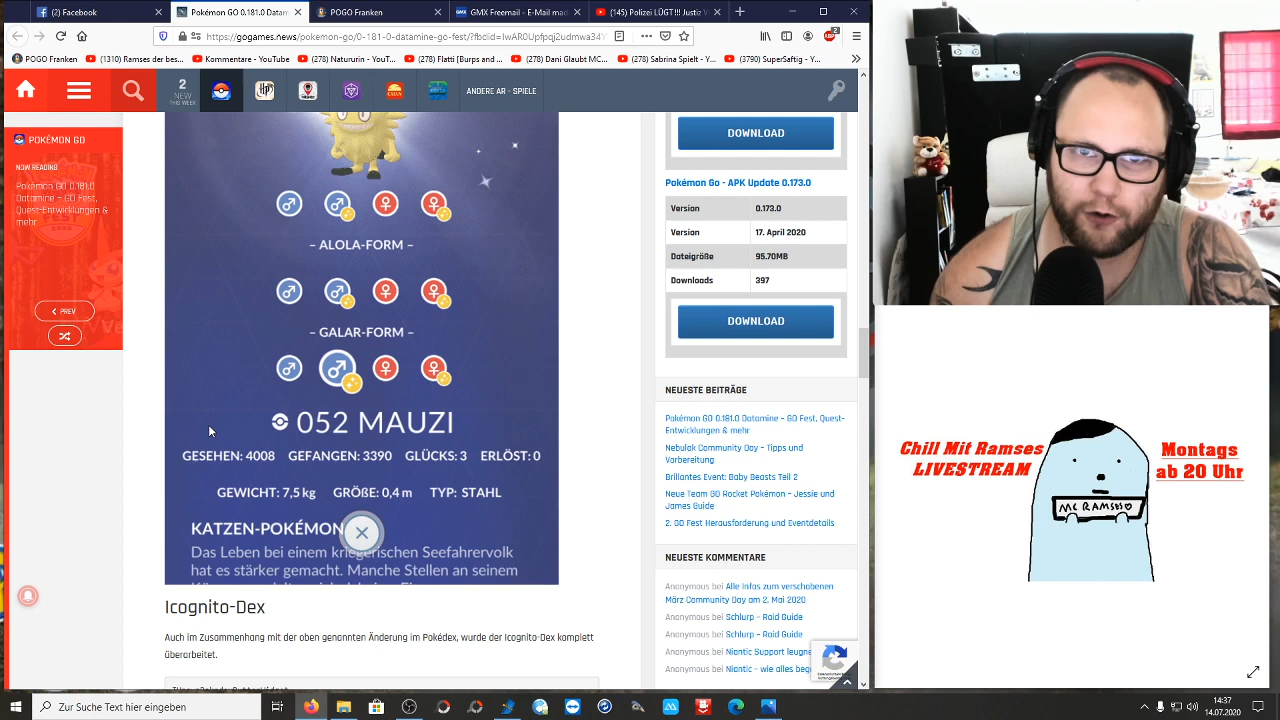 Facebook
[0.181.0] Datamine
POGO Franken
GMX Freemail - E-Mail made
(145) Polizei LÜGT !!! Justiz V
https://gogames.news/pokemon-go/0-181-0-datamine-go-fest/?fbclid=
POGO Franken
(1310) Ramses der bes...
Kommentare - YouTube
(278) Naturur­in - YouT...
(278) Flatti [Burps and ...
(278) Dani Glaubt MC...
(278) Sabrina Spielt - Y...
(3790) SuperSaftig - Y...
2
NEW
THIS WEEK
ANDERE AR - SPIELE
POKÉMON GO
NOW READING
Pokémon GO 0.181.0
Datamine – GO Fest,
Quest-Entwicklungen &
mehr
PREV
– ALOLA-FORM –
– GALAR-FORM –
052 MAUZI
GESEHEN: 4008 GEFANGEN: 3390 GLÜCKS: 3 ERLÖST: 0
GEWICHT: 7,5 kg GRÖßE: 0,4 m TYP: STAHL
KATZEN-POKÉMON
Das Leben bei einem kriegerischen Seefahrervolk
hat es stärker gemacht. Manche Stellen an seinem
Icognito-Dex
Auch im Zusammenhang mit der oben genannten Änderung im Pokédex, wurde der Icognito-Dex komplett
überarbeitet.
DOWNLOAD
Pokémon Go - APK Update 0.173.0
Version 0.173.0
Version 17. April 2020
Dateigröße 95.70MB
Downloads 397
DOWNLOAD
NEUESTE BEITRÄGE
Pokémon GO 0.181.0 Datamine – GO Fest, Quest-
Entwicklungen & mehr
Nebulak Community Day – Tipps und
Vorbereitung
Brillantes Event: Baby Beasts Teil 2
Neue Team GO Rocket Pokémon – Jessie und
James Guide
2. GO Fest Herausforderung und Eventdetails
NEUESTE KOMMENTARE
Anonymous bei Alle Infos zum verschobenen
März Community Day am 2. Mai 2020
Anonymous bei Schlurp – Raid Guide
Anonymous bei Schlurp – Raid Guide
Anonymous bei Niantic Support
Anonymous bei Niantic – wie alles
Chill Mit Ramses
LIVESTREAM
Montags
ab 20 Uhr
MC RAMSES
Zur Suche Text hier eingeben
14:37
14.07.2020